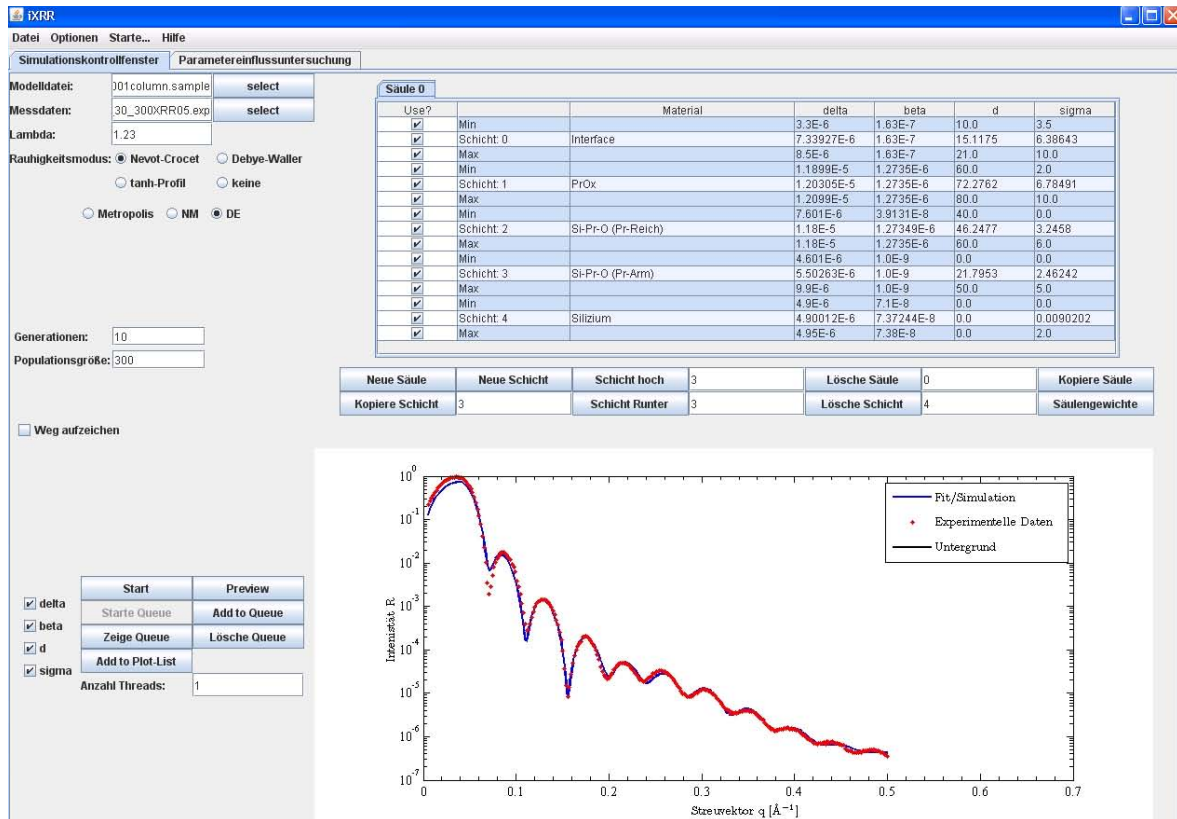 iXRR
Datei Optionen Starte... Hilfe
Simulationskontrollfenster Parametereinflussuntersuchung
Modelldatei: 001column.sample select
Messdaten: 30_300XRR05.exp select
Lambda: 1.23
Rauhigkeitsmodus: Nevot-Crocet Debye-Waller
tanh-Profil keine
Metropolis NM DE
Generationen: 10
Populationsgröße: 300
Weg aufzeichen
Säule 0
Use? Material delta beta d sigma
Min 3.3E-6 1.63E-7 10.0 3.5
Schicht: 0 Interface 7.33927E-6 1.63E-7 15.1175 6.38643
Max 8.5E-6 1.63E-7 21.0 10.0
Min 1.1899E-5 1.2735E-6 60.0 2.0
Schicht: 1 PrOx 1.20305E-5 1.2735E-6 72.2762 6.78491
Max 1.2099E-5 1.2735E-6 80.0 10.0
Min 7.601E-6 3.9131E-8 40.0 0.0
Schicht: 2 Si-Pr-O (Pr-Reich) 1.18E-5 1.27349E-6 46.2477 3.2458
Max 1.18E-5 1.2735E-6 60.0 6.0
Min 4.601E-6 1.0E-9 0.0 0.0
Schicht: 3 Si-Pr-O (Pr-Arm) 5.50263E-6 1.0E-9 21.7953 2.46242
Max 9.9E-6 1.0E-9 50.0 5.0
Min 4.9E-6 7.1E-8 0.0 0.0
Schicht: 4 Silizium 4.90012E-6 7.37244E-8 0.0 0.0090202
Max 4.95E-6 7.38E-8 0.0 2.0
Neue Säule Neue Schicht Schicht hoch 3 Lösche Säule 0 Kopiere Säule
Kopiere Schicht 3 Schicht Runter 3 Lösche Schicht 4 Säulengewichte
delta
beta
d
sigma
Start Preview
Starte Queue Add to Queue
Zeige Queue Lösche Queue
Add to Plot-List
Anzahl Threads: 1
Fit/Simulation
Experimentelle Daten
Untergrund
Intenistät R
10^0
10^-1
10^-2
10^-3
10^-4
10^-5
10^-6
10^-7
0 0.1 0.2 0.3 0.4 0.5 0.6 0.7
Streuvektor q [Å^-1]